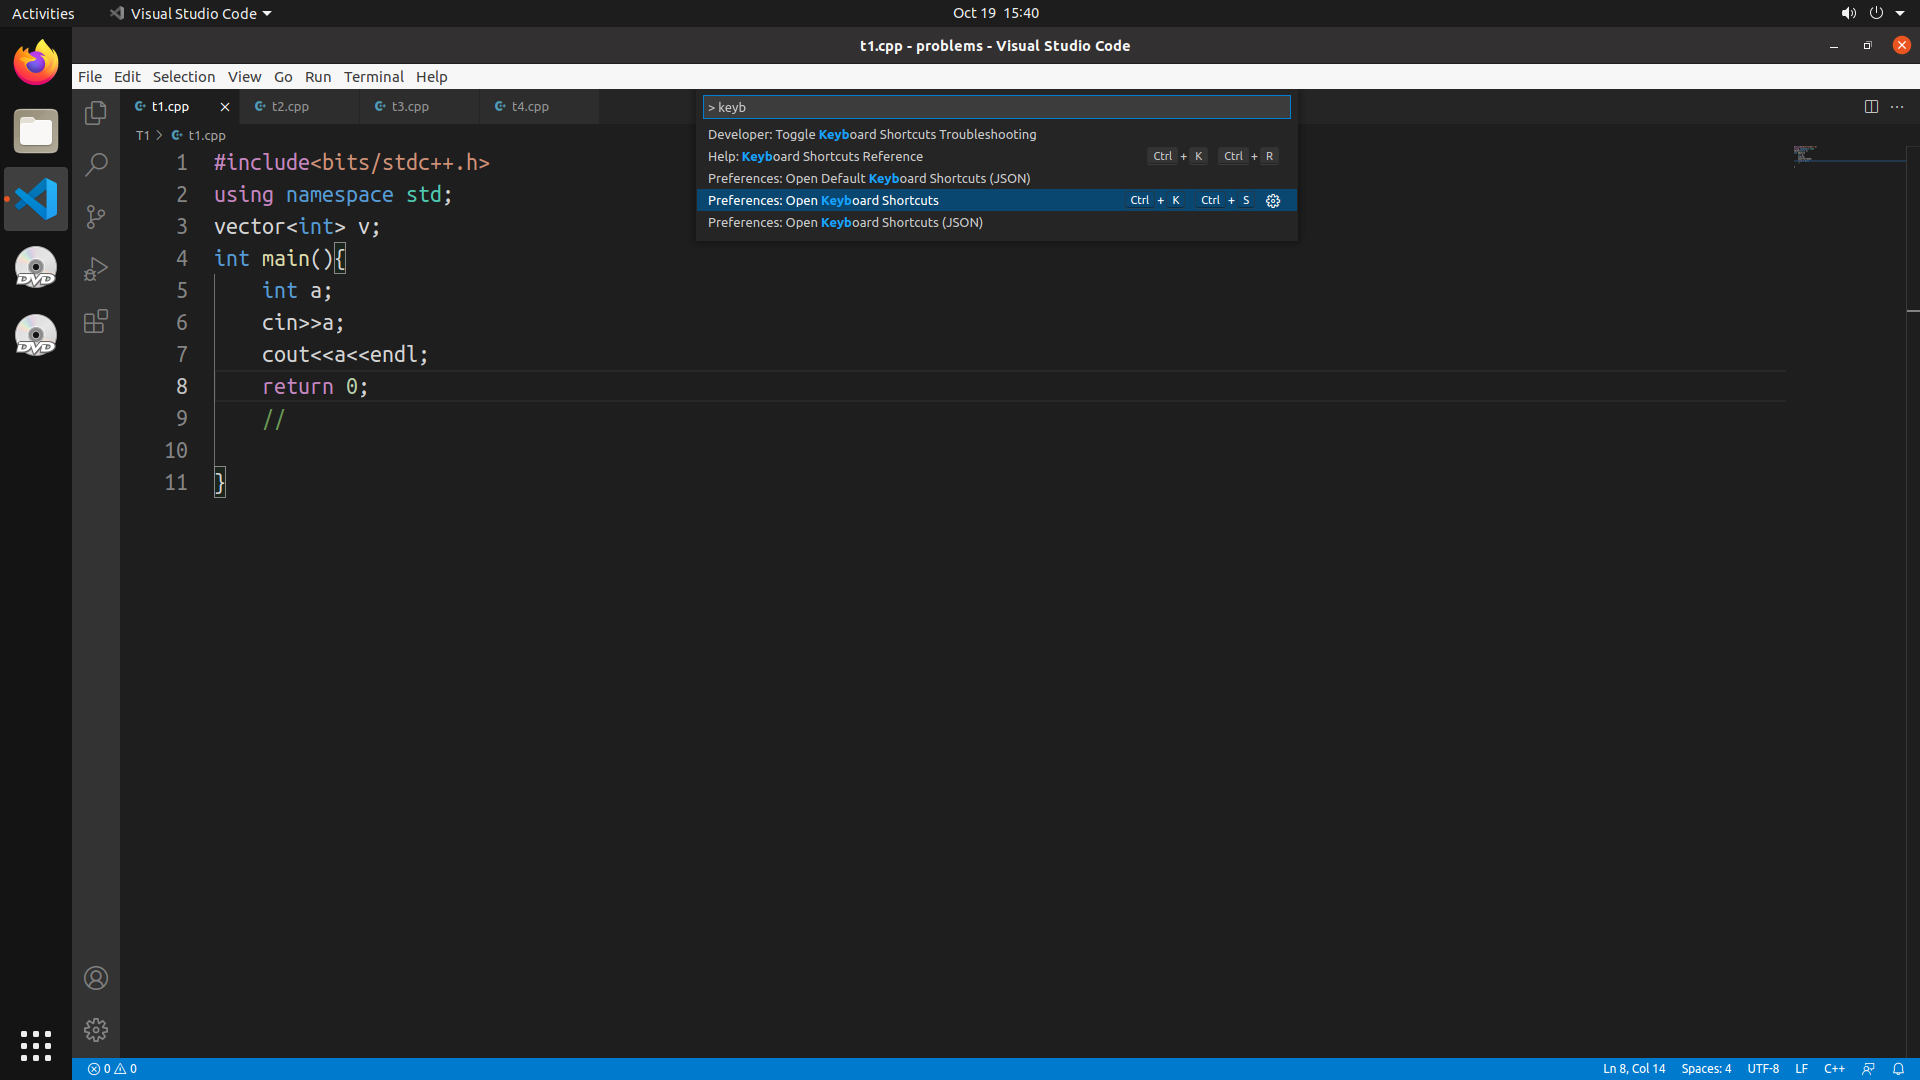 Activities Visual Studio Code Oct 19 15:40
t1.cpp - problems - Visual Studio Code
File Edit Selection View Go Run Terminal Help
t1.cpp t2.cpp t3.cpp t4.cpp
> keyb
T1 > t1.cpp
Developer: Toggle Keyboard Shortcuts Troubleshooting
Help: Keyboard Shortcuts Reference Ctrl + K Ctrl + R
Preferences: Open Default Keyboard Shortcuts (JSON)
Preferences: Open Keyboard Shortcuts Ctrl + K Ctrl + S
Preferences: Open Keyboard Shortcuts (JSON)
1 #include<bits/stdc++.h>
2 using namespace std;
3 vector<int> v;
4 int main(){
5 int a;
6 cin>>a;
7 cout<<a<<endl;
8 return 0;
9 //
10
11 }
DVD
DVD
0 0 Ln 8, Col 14 Spaces: 4 UTF-8 LF C++